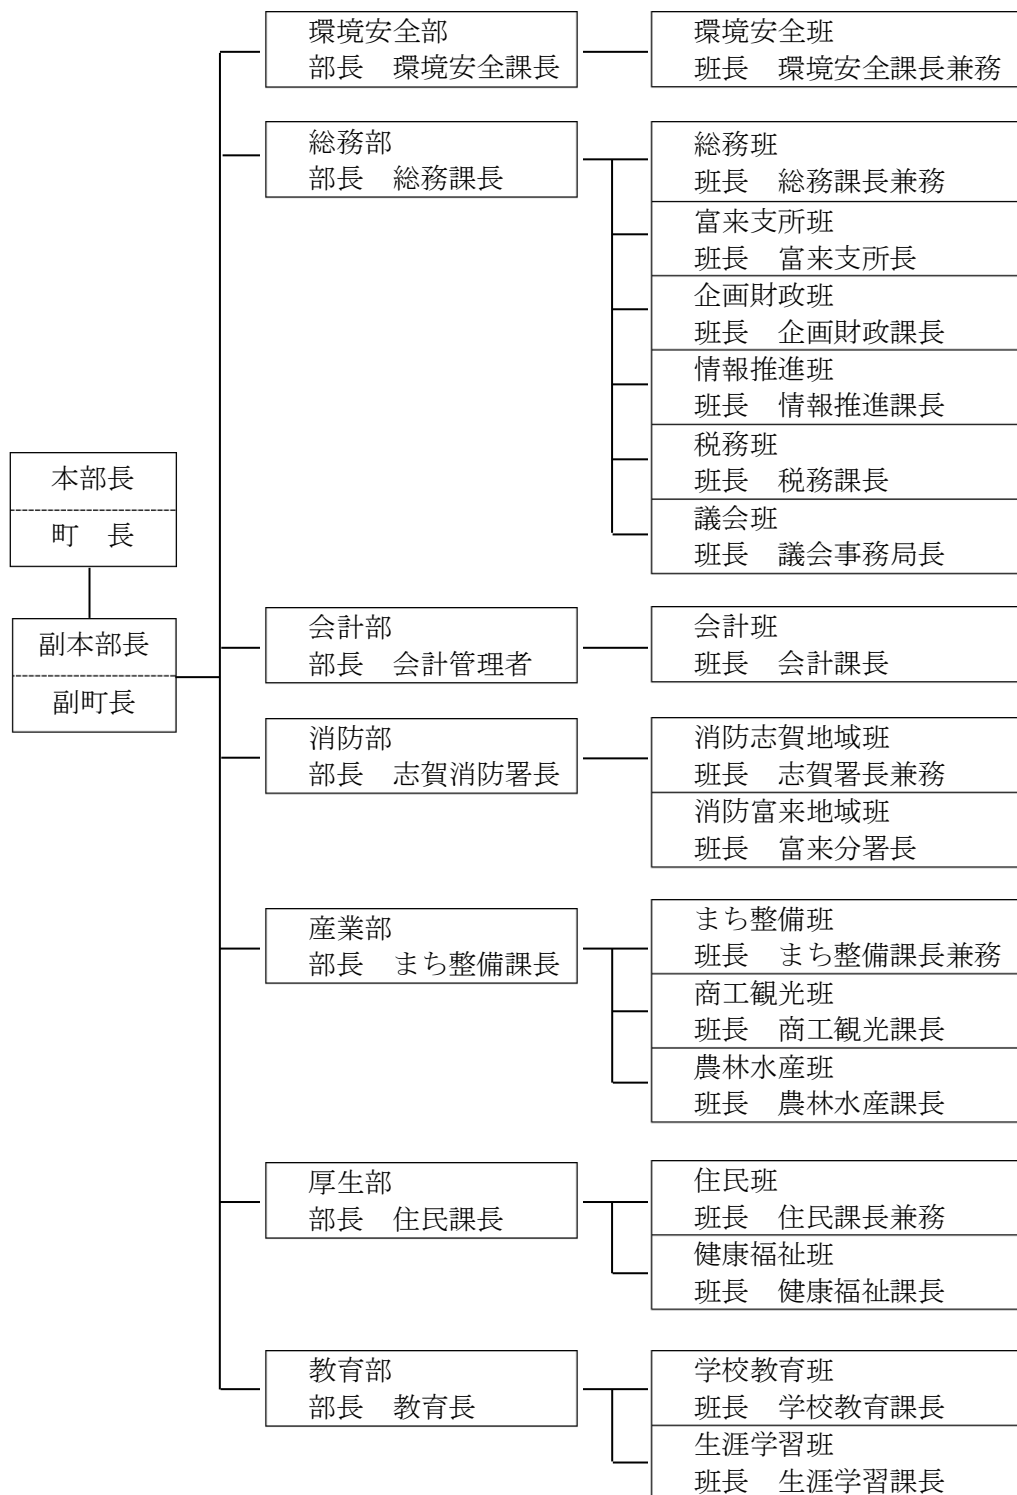 本部長
町　長
副本部長
副町長
環境安全部
部長　環境安全課長
環境安全班
班長　環境安全課長兼務
総務部
部長　総務課長
総務班
班長　総務課長兼務
富来支所班
班長　富来支所長
企画財政班
班長　企画財政課長
情報推進班
班長　情報推進課長
税務班
班長　税務課長
議会班
班長　議会事務局長
会計部
部長　会計管理者
会計班
班長　会計課長
消防部
部長　志賀消防署長
消防志賀地域班
班長　志賀署長兼務
消防富来地域班
班長　富来分署長
産業部
部長　まち整備課長
まち整備班
班長　まち整備課長兼務
商工観光班
班長　商工観光課長
農林水産班
班長　農林水産課長
厚生部
部長　住民課長
住民班
班長　住民課長兼務
健康福祉班
班長　健康福祉課長
教育部
部長　教育長
学校教育班
班長　学校教育課長
生涯学習班
班長　生涯学習課長